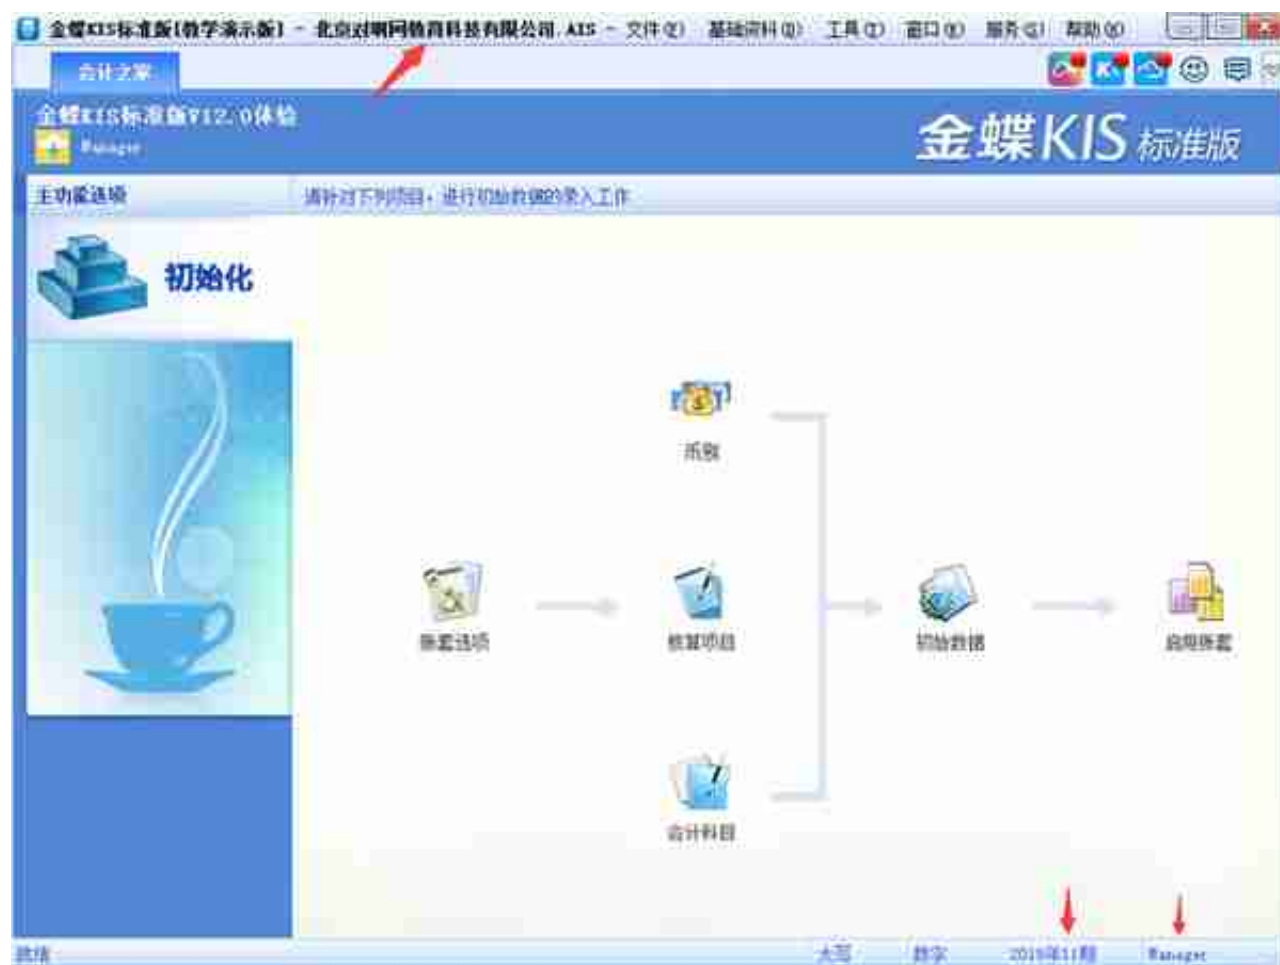 金蝶KIS标准版[教学演示版] - 北京对啊网教育科技有限公司.AIS - 文件(F) 基础资料(D) 工具(T) 窗口(W) 服务(S) 帮助(H)
会计之家
金蝶KIS标准版V12.0体验
Manager
金蝶KIS 标准版
主功能选项
请针对下列项目，进行初始数据的录入工作
初始化
币别
账套选项
核算项目
初始数据
启用账套
会计科目
就绪
大写 数字 11期 Manager